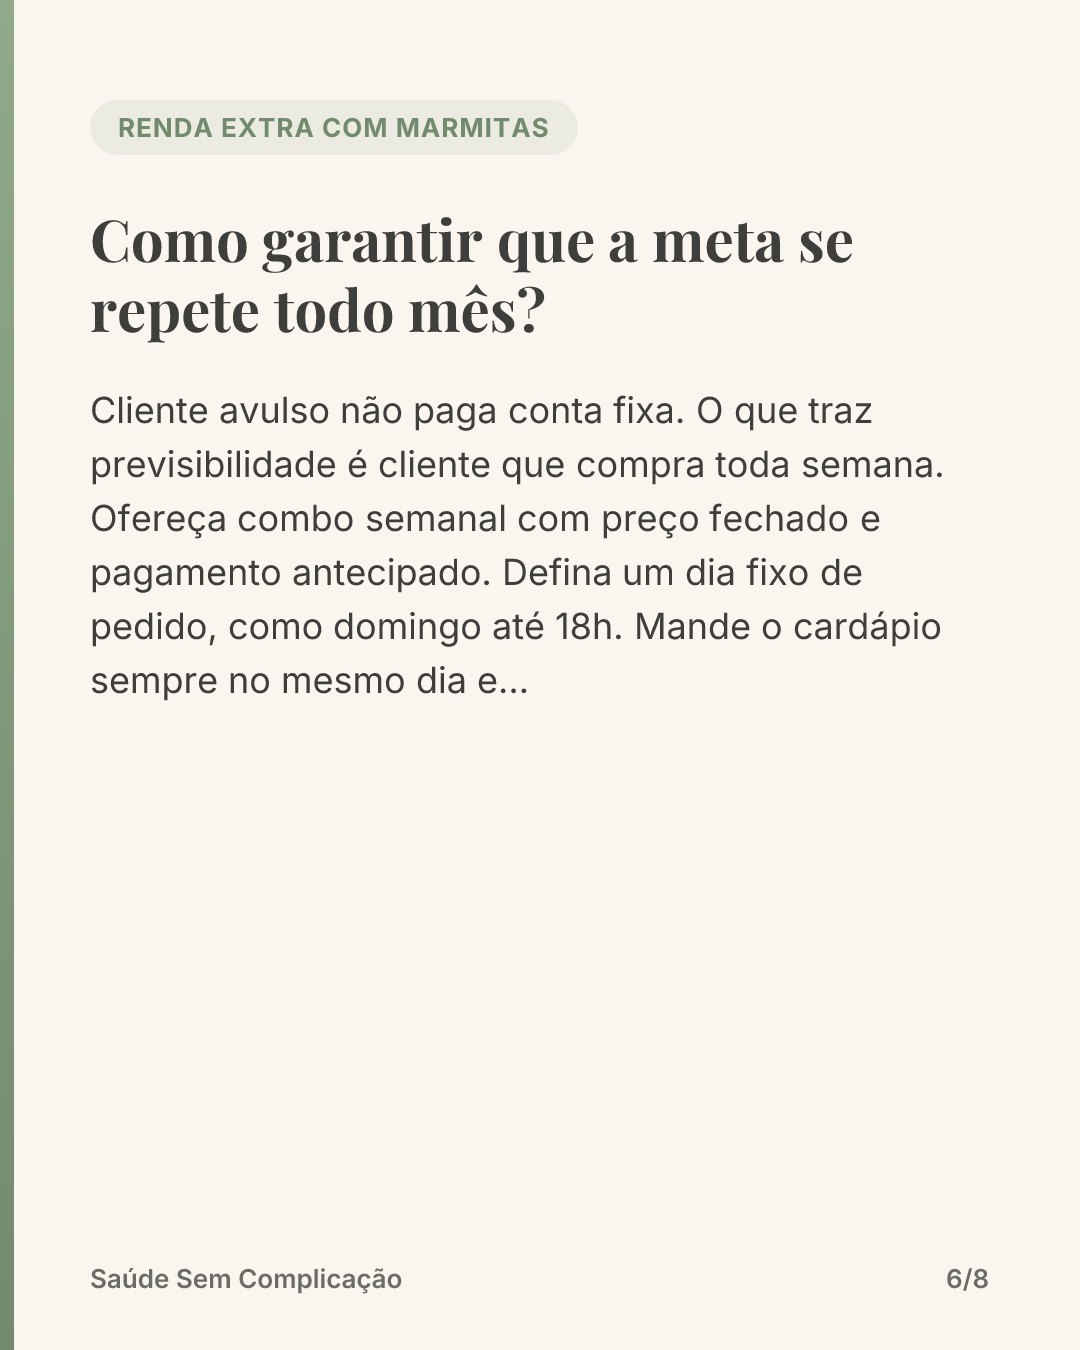 RENDA EXTRA COM MARMITAS
Como garantir que a meta se
repete todo mês?
Cliente avulso não paga conta fixa. O que traz
previsibilidade é cliente que compra toda semana.
Ofereça combo semanal com preço fechado e
pagamento antecipado. Defina um dia fixo de
pedido, como domingo até 18h. Mande o cardápio
sempre no mesmo dia e...
Saúde Sem Complicação
6/8